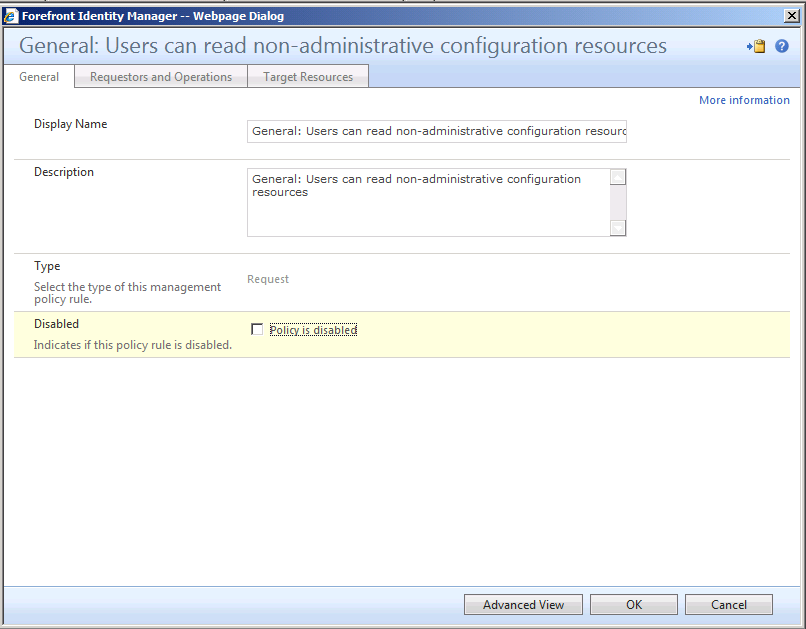 Forefront Identity Manager -- Webpage Dialog
General: Users can read non-administrative configuration resources
General
Requestors and Operations
Target Resources
More information
Display Name
General: Users can read non-administrative configuration resourc
Description
General: Users can read non-administrative configuration
resources
Type
Select the type of this management
policy rule.
Request
Disabled
Policy is disabled
Indicates if this policy rule is disabled.
Advanced View
OK
Cancel